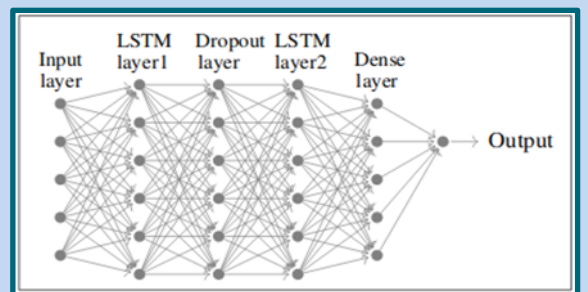 Input
layer
LSTM
layer1
Dropout
layer
LSTM
layer2
Dense
layer
Output